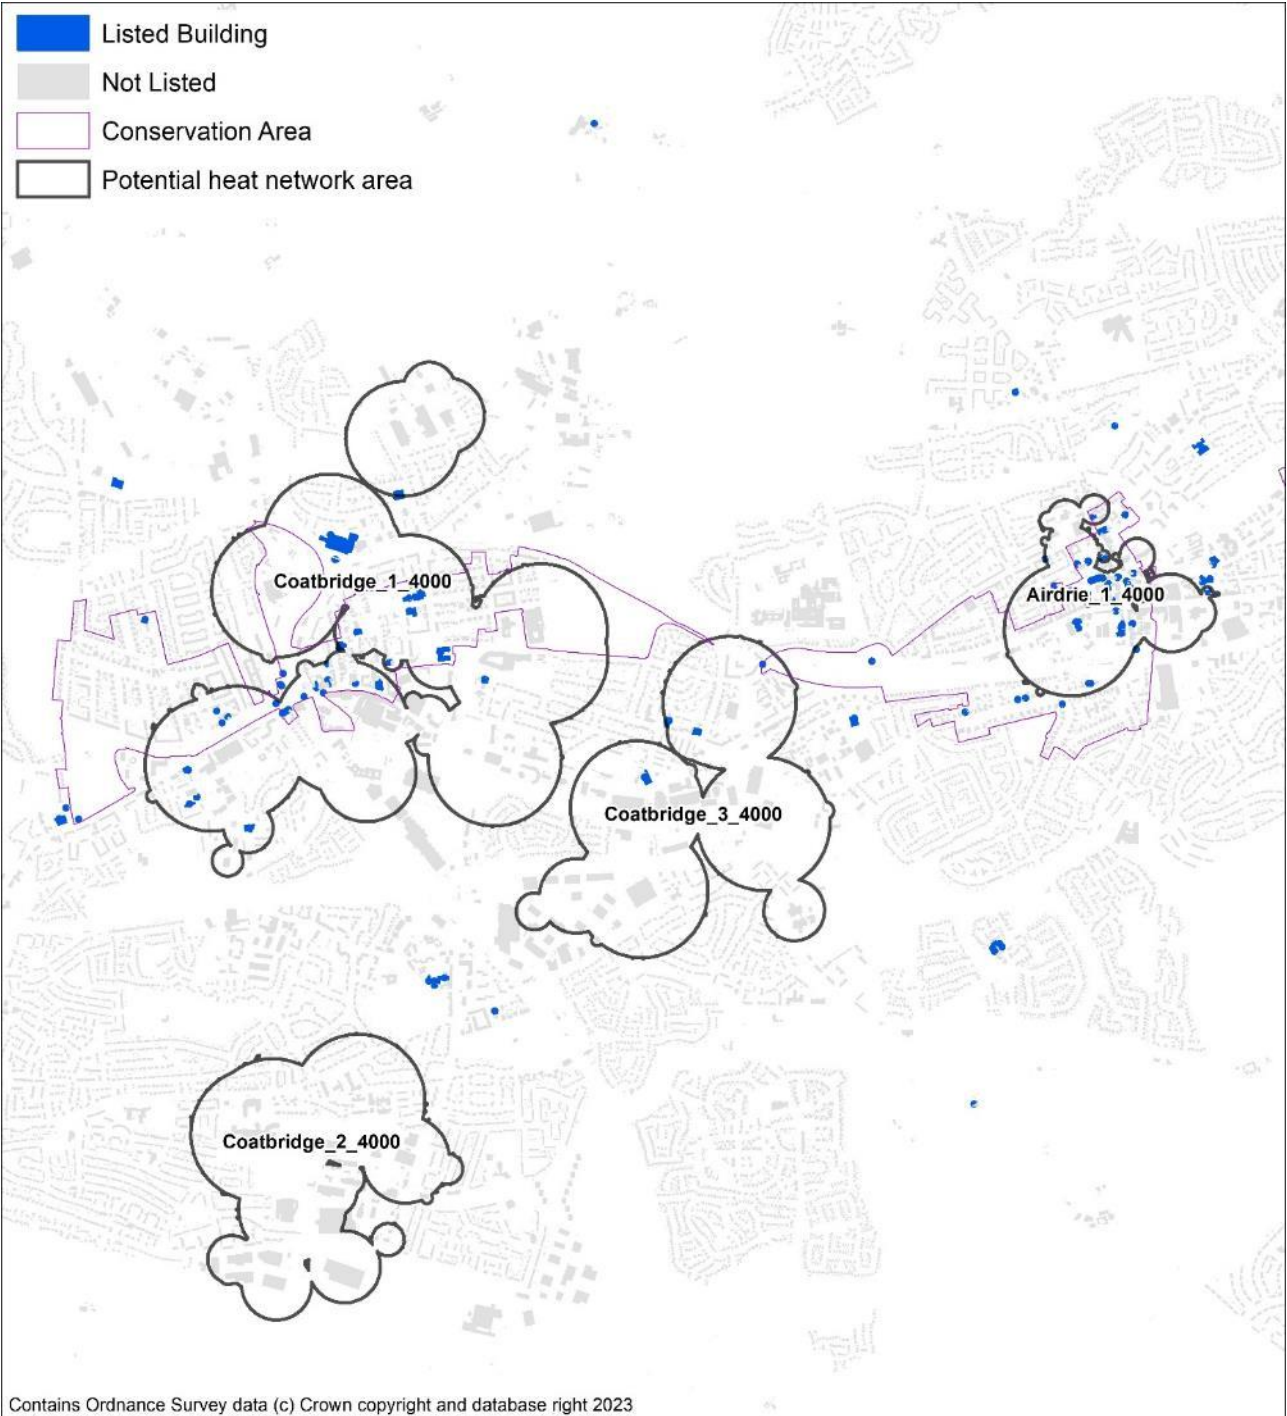 Listed Building
Not Listed
Conservation Area
Potential heat network area
Coatbridge_1_4000
Airdrie_1_4000
Coatbridge_3_4000
Coatbridge_2_4000
Contains Ordnance Survey data (c) Crown copyright and database right 2023